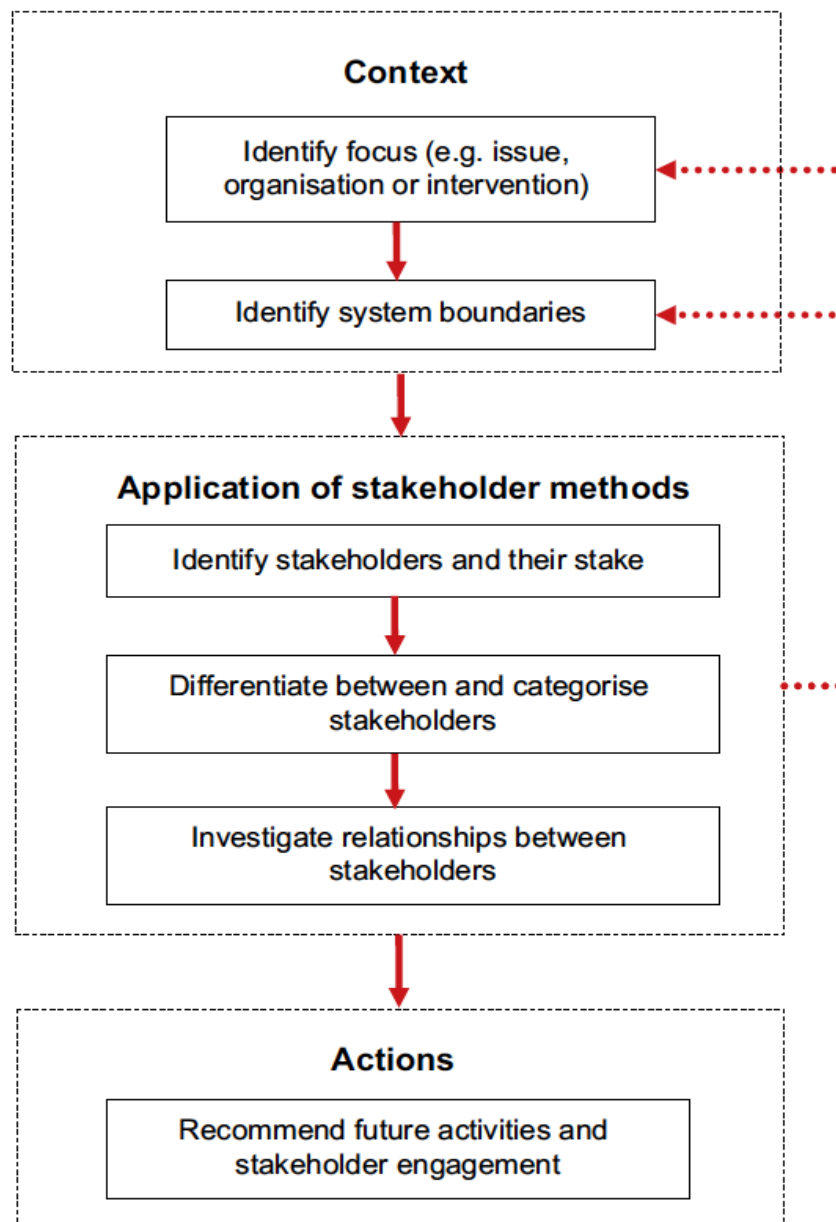 Context
Identify focus (e.g. issue,
organisation or intervention)
Identify system boundaries
Application of stakeholder methods
Identify stakeholders and their stake
Differentiate between and categorise
stakeholders
Investigate relationships between
stakeholders
Actions
Recommend future activities and
stakeholder engagement